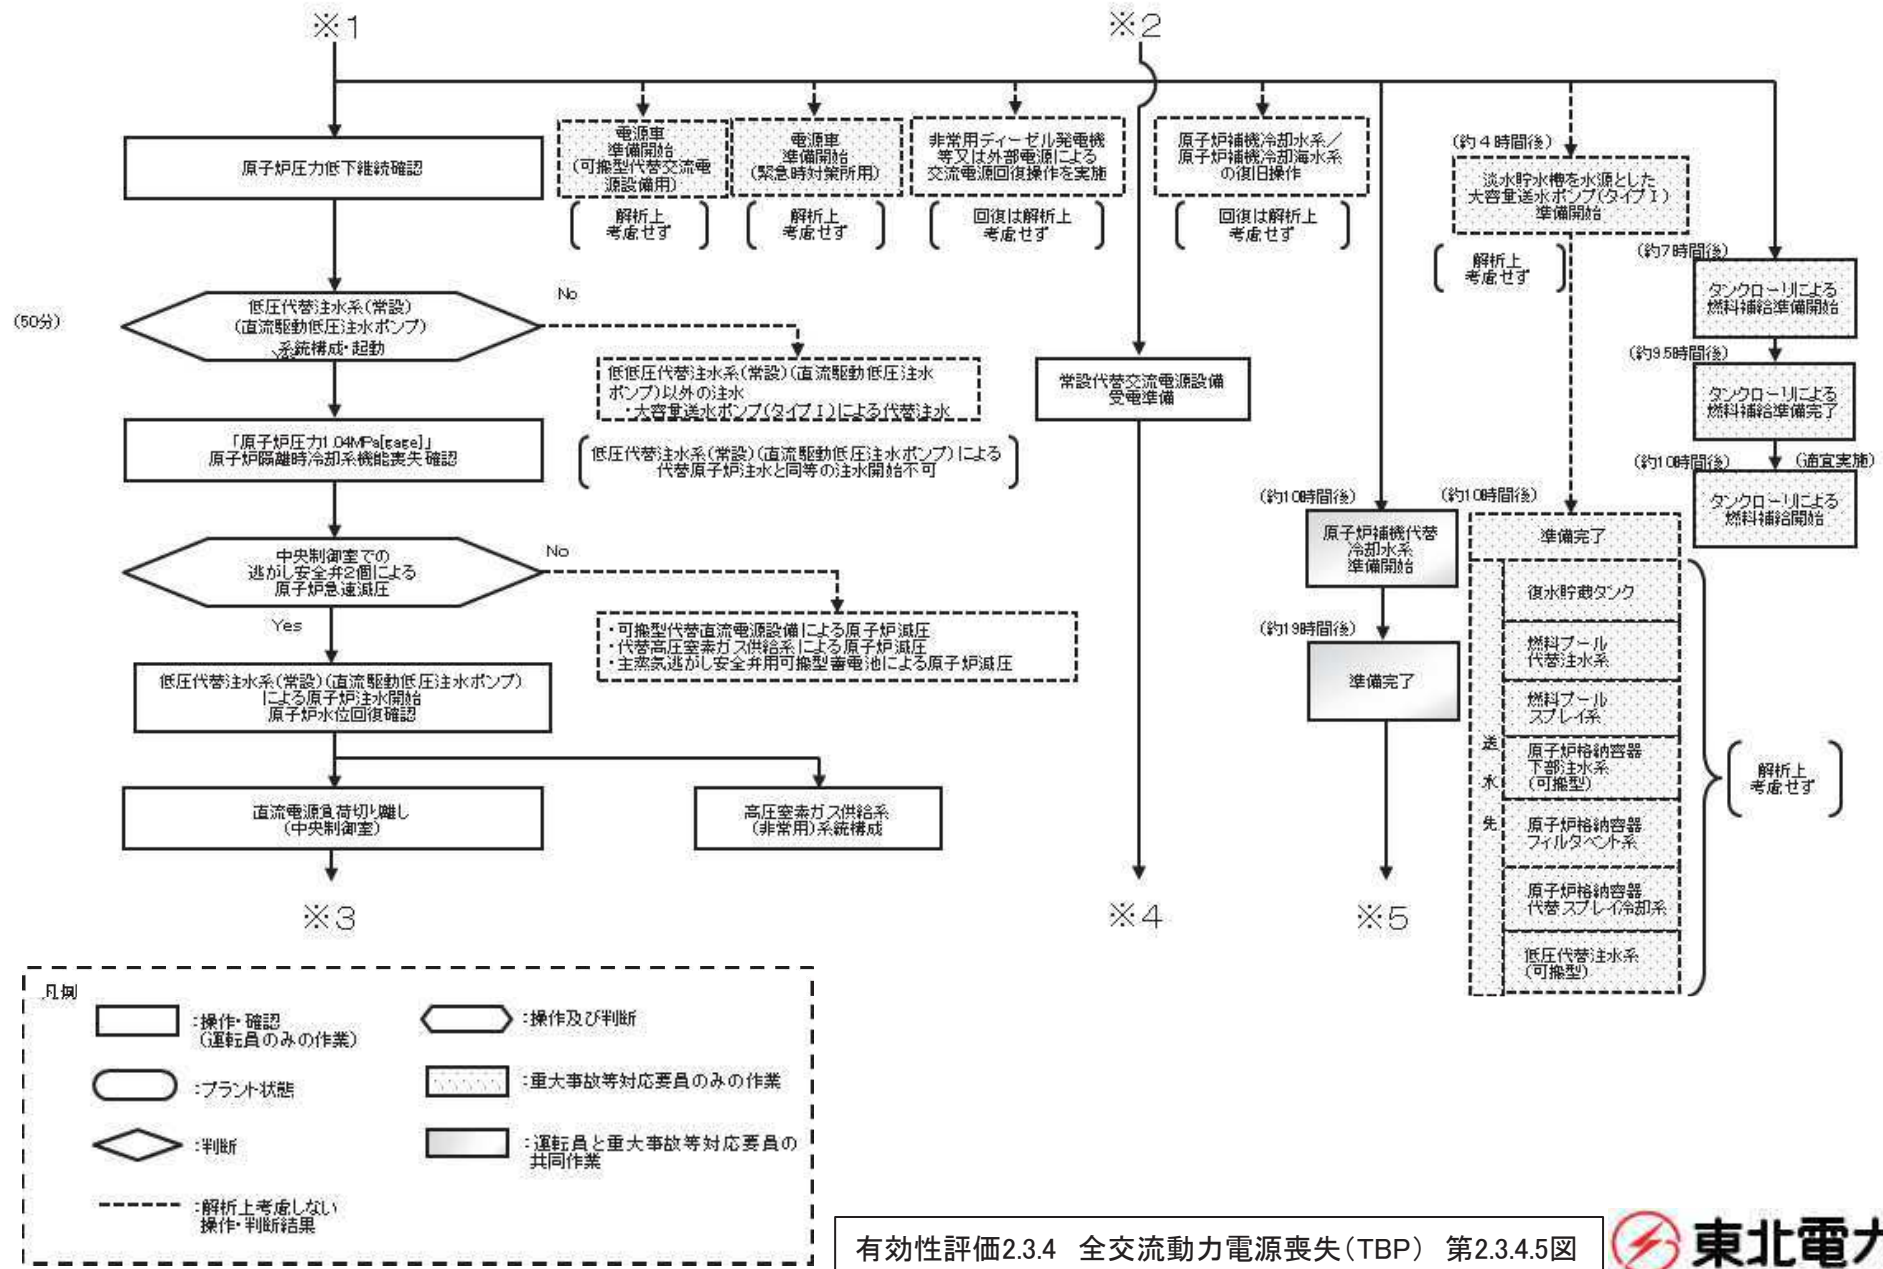 ※1
※2
原子炉圧力低下継続確認
電源車
準備開始
(可搬型代替交流電
源設備用)
解析上
考慮せず
電源車
準備開始
(緊急時対策所用)
解析上
考慮せず
非常用ディーゼル発電機
等又は外部電源による
交流電源回復操作を実施
回復は解析上
考慮せず
原子炉補機冷却水系/
原子炉補機冷却海水系
の復旧操作
回復は解析上
考慮せず
(約4時間後)
淡水貯水槽を水源とした
大容量送水ポンプ(タイプⅠ)
準備開始
解析上
考慮せず
(約7時間後)
タンクローリによる
燃料補給準備開始
(約9.5時間後)
タンクローリによる
燃料補給準備完了
(約10時間後)
(適宜実施)
タンクローリによる
燃料補給開始
(50分)
低圧代替注水系(常設)
(直流駆動低圧注水ポンプ)
系統構成・起動
Yes
No
低低圧代替注水系(常設)(直流駆動低圧注水
ポンプ)以外の注水
・大容量送水ポンプ(タイプⅠ)による代替注水
低圧代替注水系(常設)(直流駆動低圧注水ポンプ)による
代替原子炉注水と同等の注水開始不可
常設代替交流電源設備
受電準備
「原子炉圧力1.04MPa[gage]」
原子炉隔離時冷却系機能喪失確認
中央制御室での
逃がし安全弁2個による
原子炉急速減圧
No
Yes
・可搬型代替直流電源設備による原子炉減圧
・代替高圧窒素ガス供給系による原子炉減圧
・主蒸気逃がし安全弁用可搬型蓄電池による原子炉減圧
低圧代替注水系(常設)(直流駆動低圧注水ポンプ)
による原子炉注水開始
原子炉水位回復確認
直流電源負荷切り離し
(中央制御室)
高圧窒素ガス供給系
(非常用)系統構成
(約10時間後)
原子炉補機代替
冷却水系
準備開始
(約19時間後)
準備完了
(約10時間後)
準備完了
送水先
復水貯蔵タンク
燃料プール
代替注水系
燃料プール
スプレイ系
原子炉格納容器
下部注水系
(可搬型)
原子炉格納容器
フィルタベント系
原子炉格納容器
代替スプレイ冷却系
低圧代替注水系
(可搬型)
解析上
考慮せず
※3
※4
※5
凡例
:操作・確認
(運転員のみの作業)
:操作及び判断
:プラント状態
:重大事故等対応要員のみの作業
:判断
:運転員と重大事故等対応要員の
共同作業
:解析上考慮しない
操作・判断結果
有効性評価2.3.4 全交流動力電源喪失(TBP) 第2.3.4.5図
東北電力